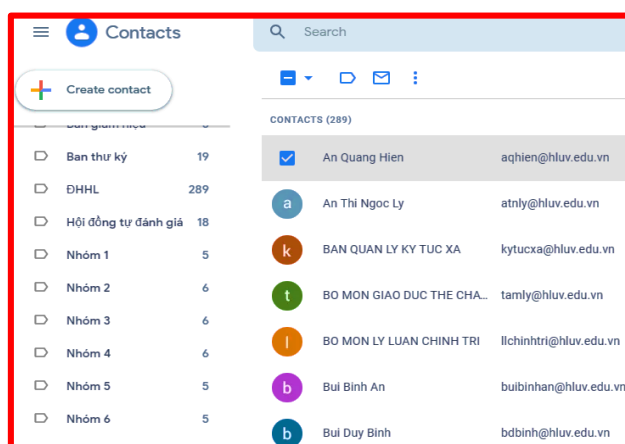 Contacts
Search
Create contact
Ban giám hiệu
CONTACTS (289)
Ban thư ký 19
ĐHHL 289
Hội đồng tự đánh giá 18
Nhóm 1 5
Nhóm 2 6
Nhóm 3 6
Nhóm 4 6
Nhóm 5 5
Nhóm 6 5
An Quang Hien aqhien@hluv.edu.vn
a An Thi Ngoc Ly atnly@hluv.edu.vn
k BAN QUAN LY KY TUC XA kytucxa@hluv.edu.vn
t BO MON GIAO DUC THE CHA... tamly@hluv.edu.vn
l BO MON LY LUAN CHINH TRI llchinhtri@hluv.edu.vn
b Bui Binh An buibinhan@hluv.edu.vn
b Bui Duy Binh bdbinh@hluv.edu.vn